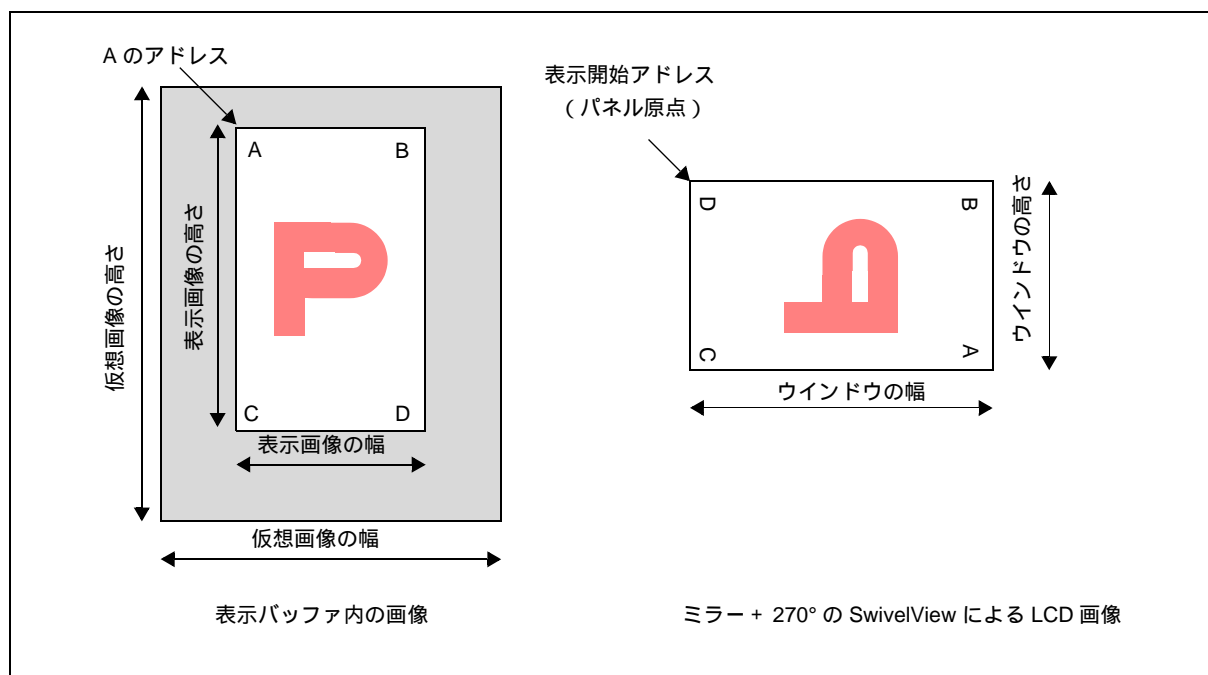 A のアドレス
A
B
P
C
D
表示画像の高さ
仮想画像の高さ
表示画像の幅
仮想画像の幅
表示バッファ内の画像
表示開始アドレス
( パネル原点 )
D
B
P
C
A
ウインドウの高さ
ウインドウの幅
ミラー + 270° の SwivelView による LCD 画像